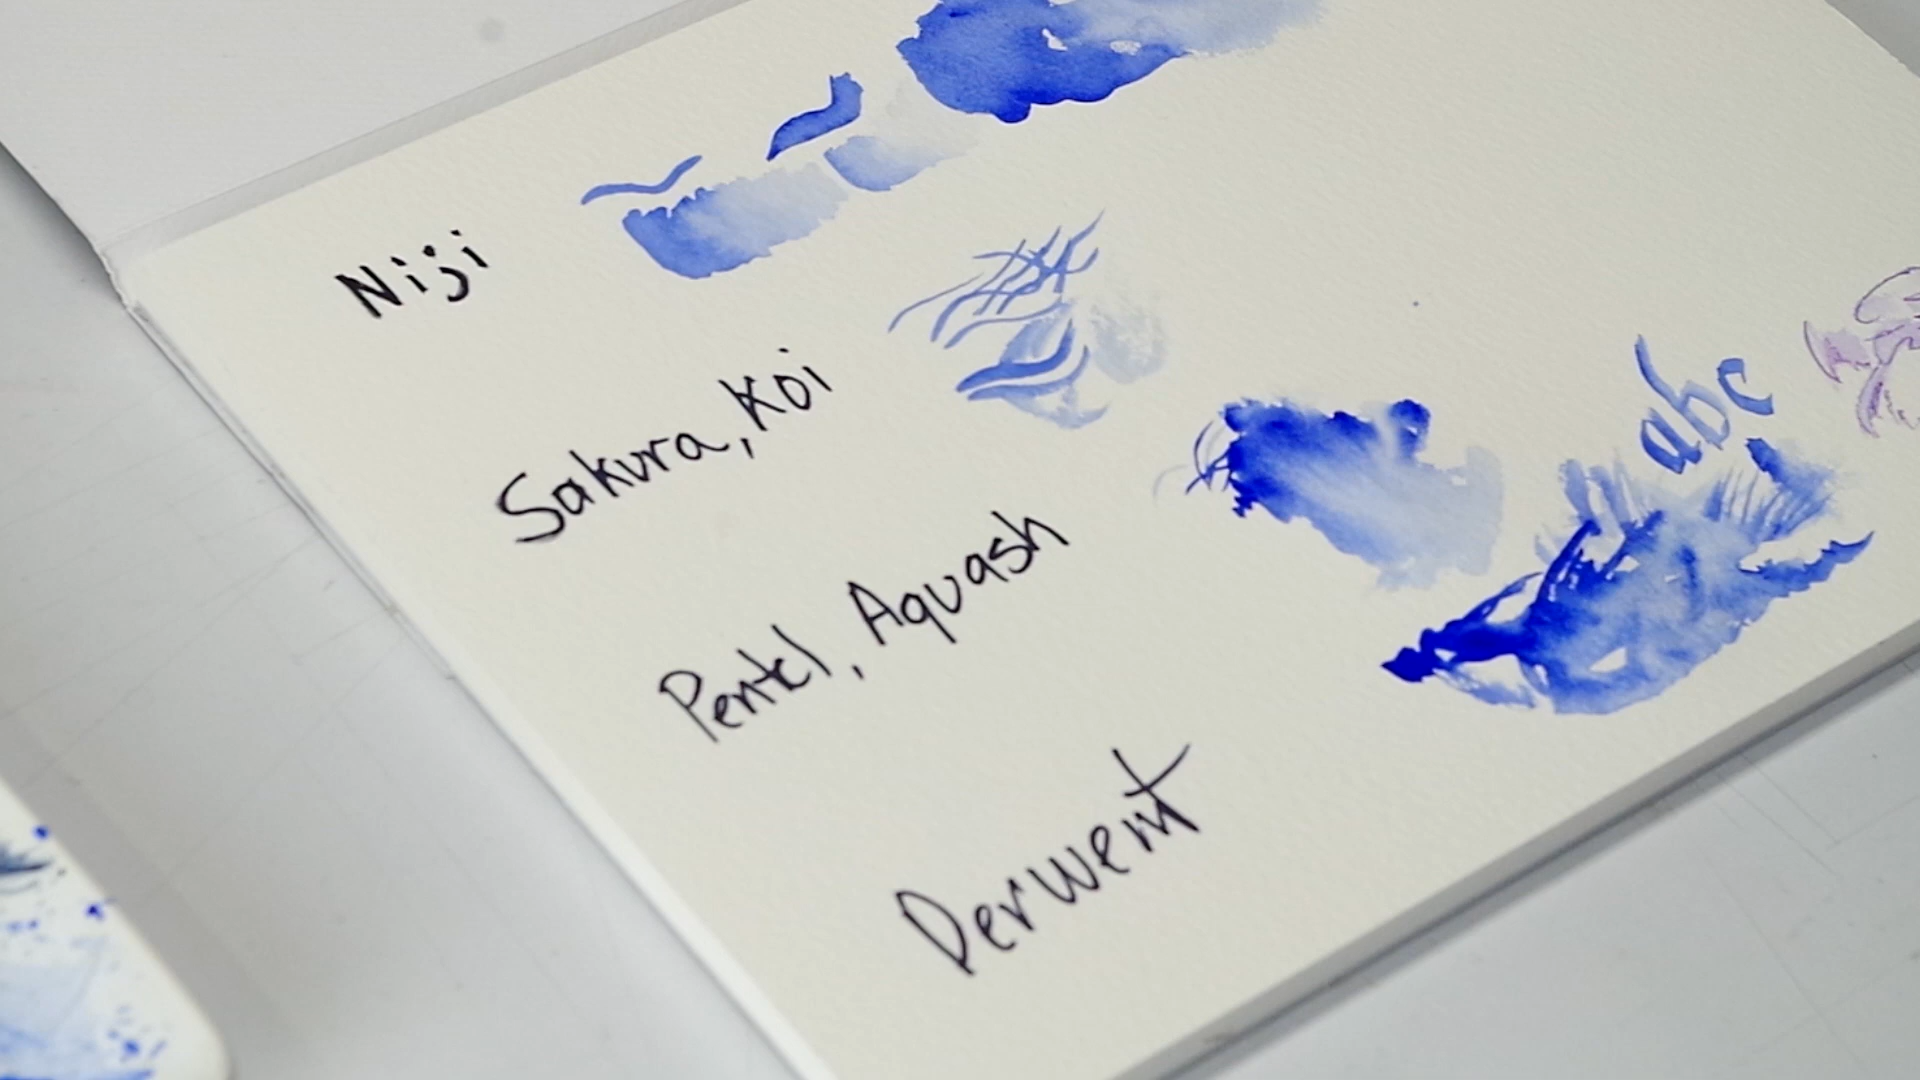 Niji
Sakura, Koi
Pentel, Aquash
abc
Derwent